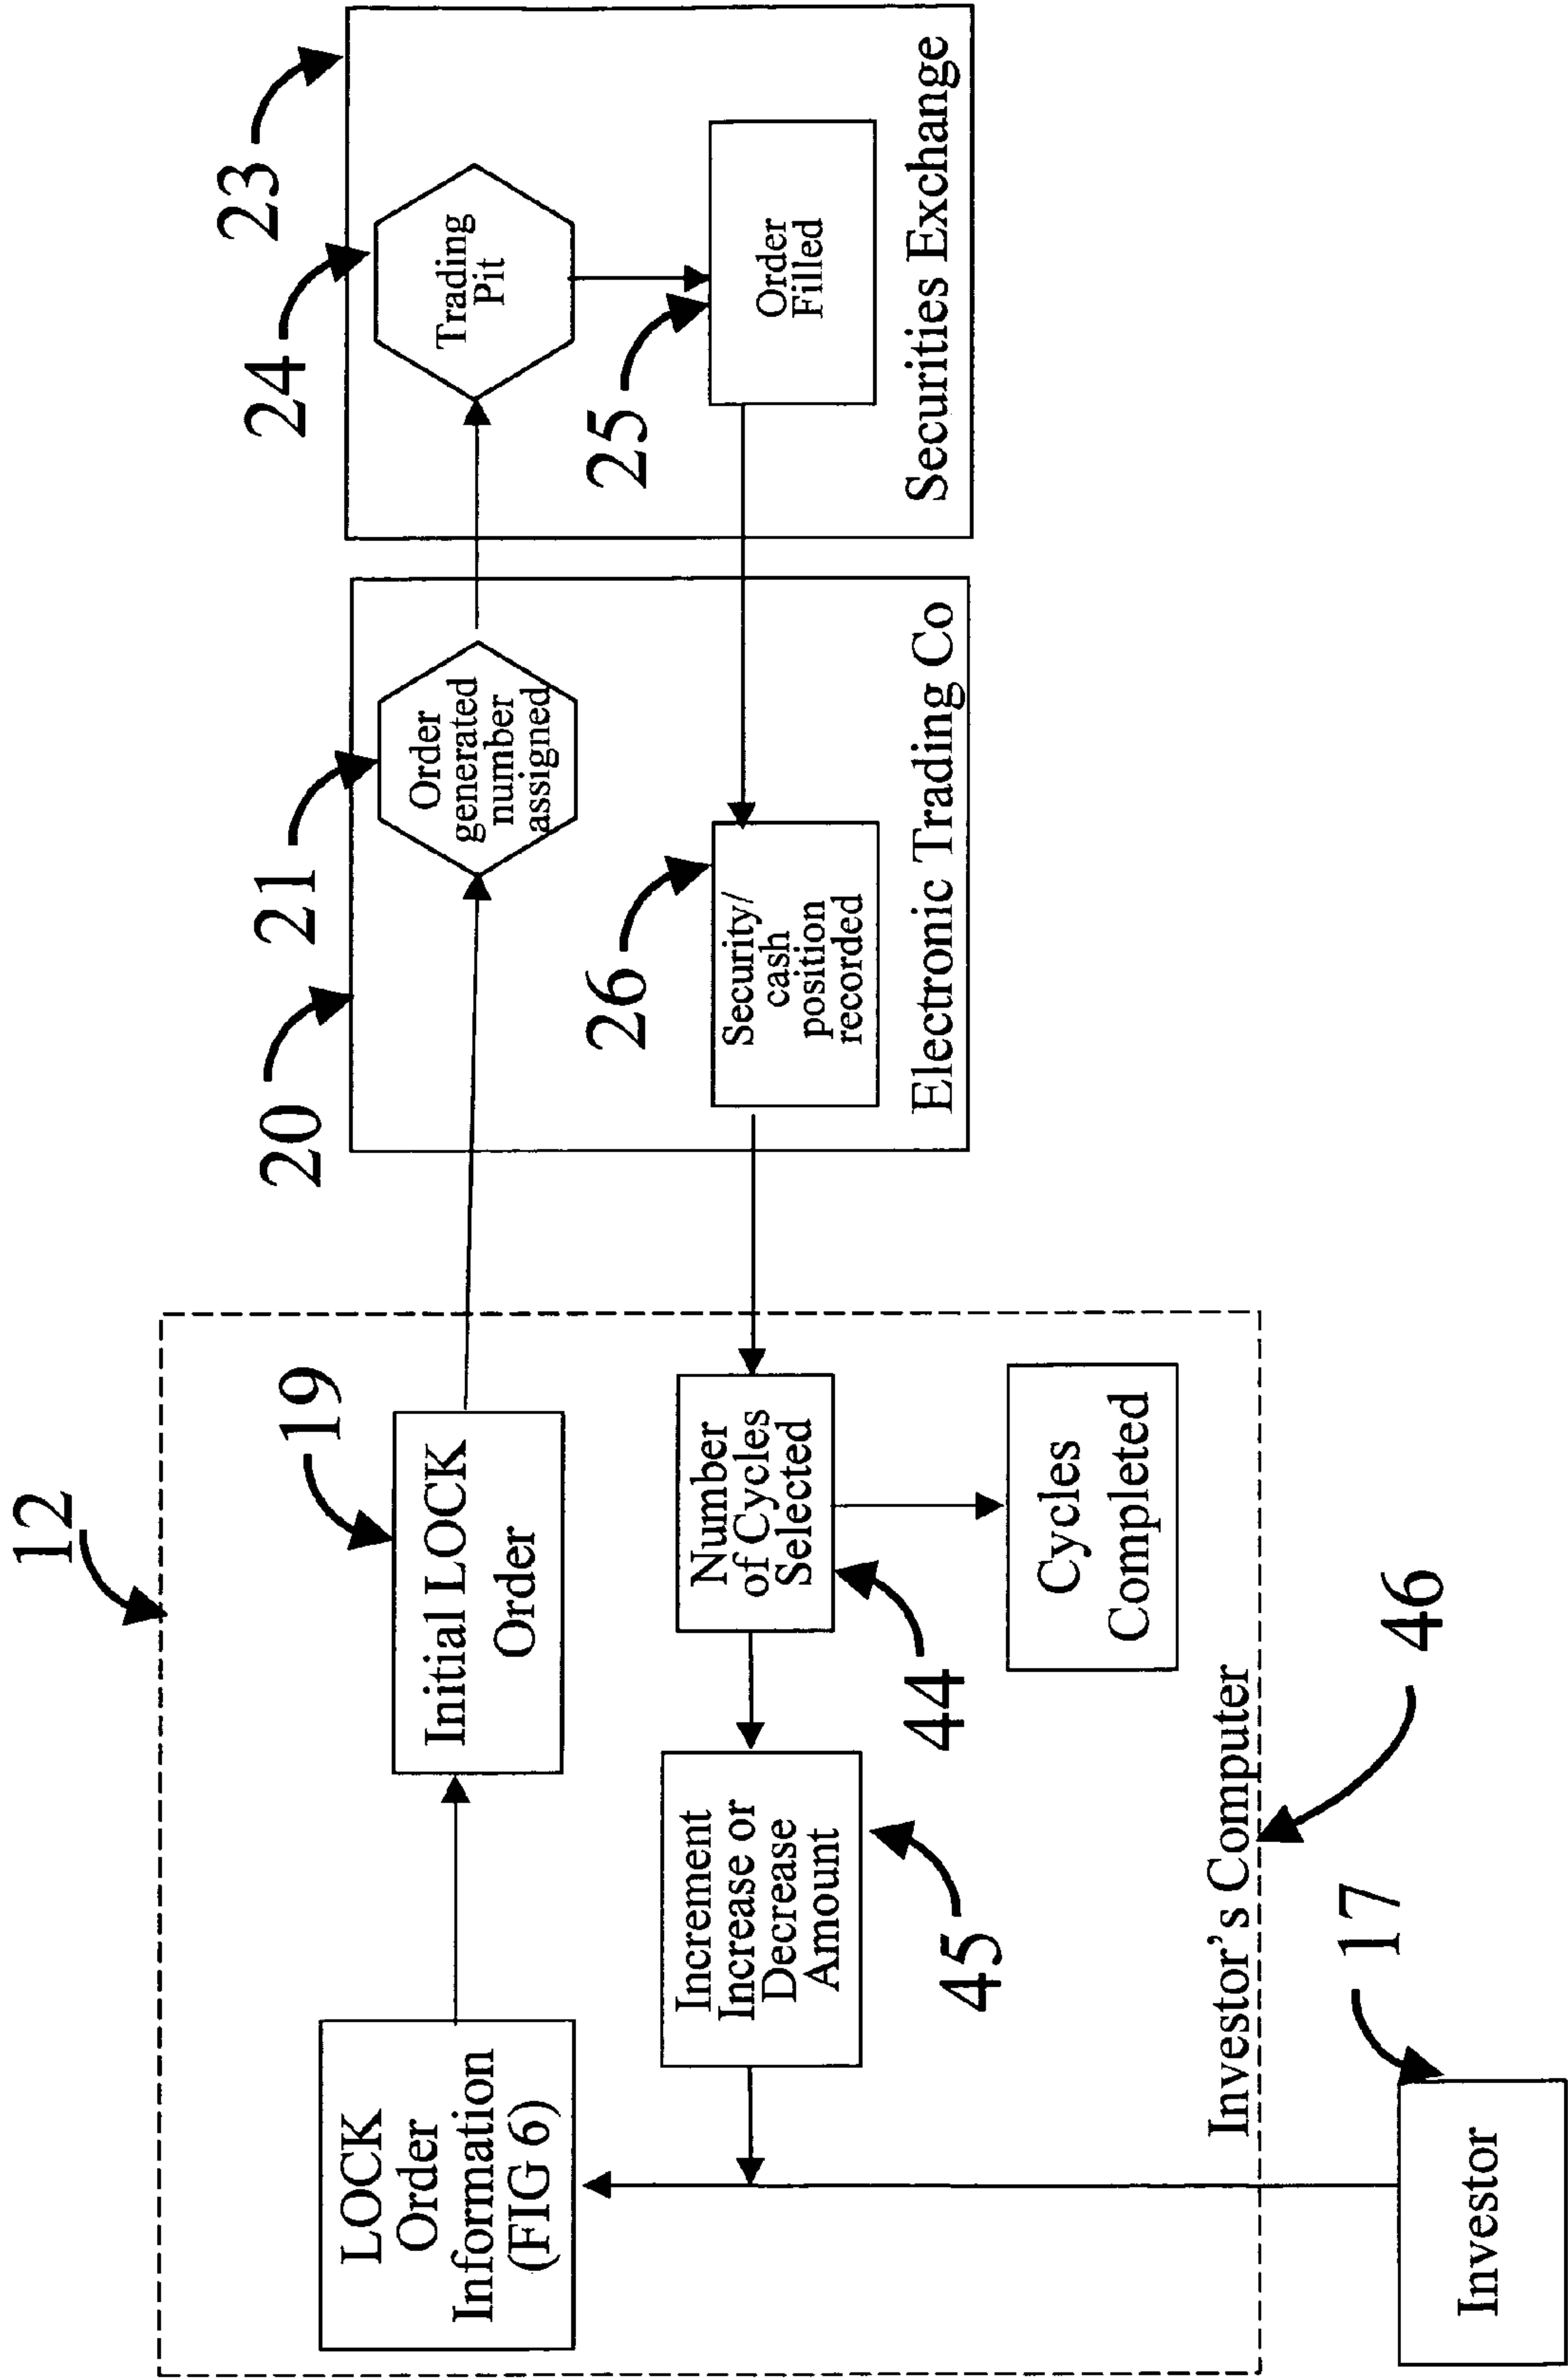 12
LOCK
Order
Information
(FIG 6)
19
Initial LOCK
Order
20
21
Order
generated
number
assigned
24
23
Trading
Pit
Increment
Increase or
Decrease
Amount
45
Number
of Cycles
Selected
44
Cycles
Completed
26
Security/
cash
position
recorded
25
Order
Filled
Investor's Computer
46
Electronic Trading Co
Securities Exchange
17
Investor